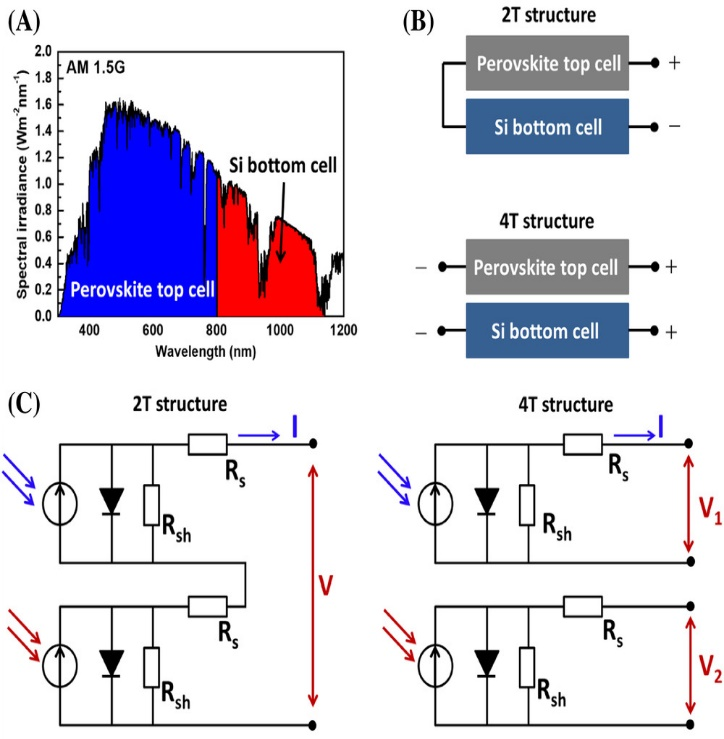 (A)
AM 1.5G
Spectral irradiance (Wm⁻²nm⁻¹)
2.0
1.8
1.6
1.4
1.2
1.0
0.8
0.6
0.4
0.2
0.0
Si bottom cell
Perovskite top cell
400 600 800 1000 1200
Wavelength (nm)
(B)
2T structure
Perovskite top cell +
Si bottom cell −
4T structure
− Perovskite top cell +
− Si bottom cell +
(C)
2T structure
I
Rs
Rsh
V
Rs
Rsh
4T structure
I
Rs
Rsh
V1
Rs
Rsh
V2